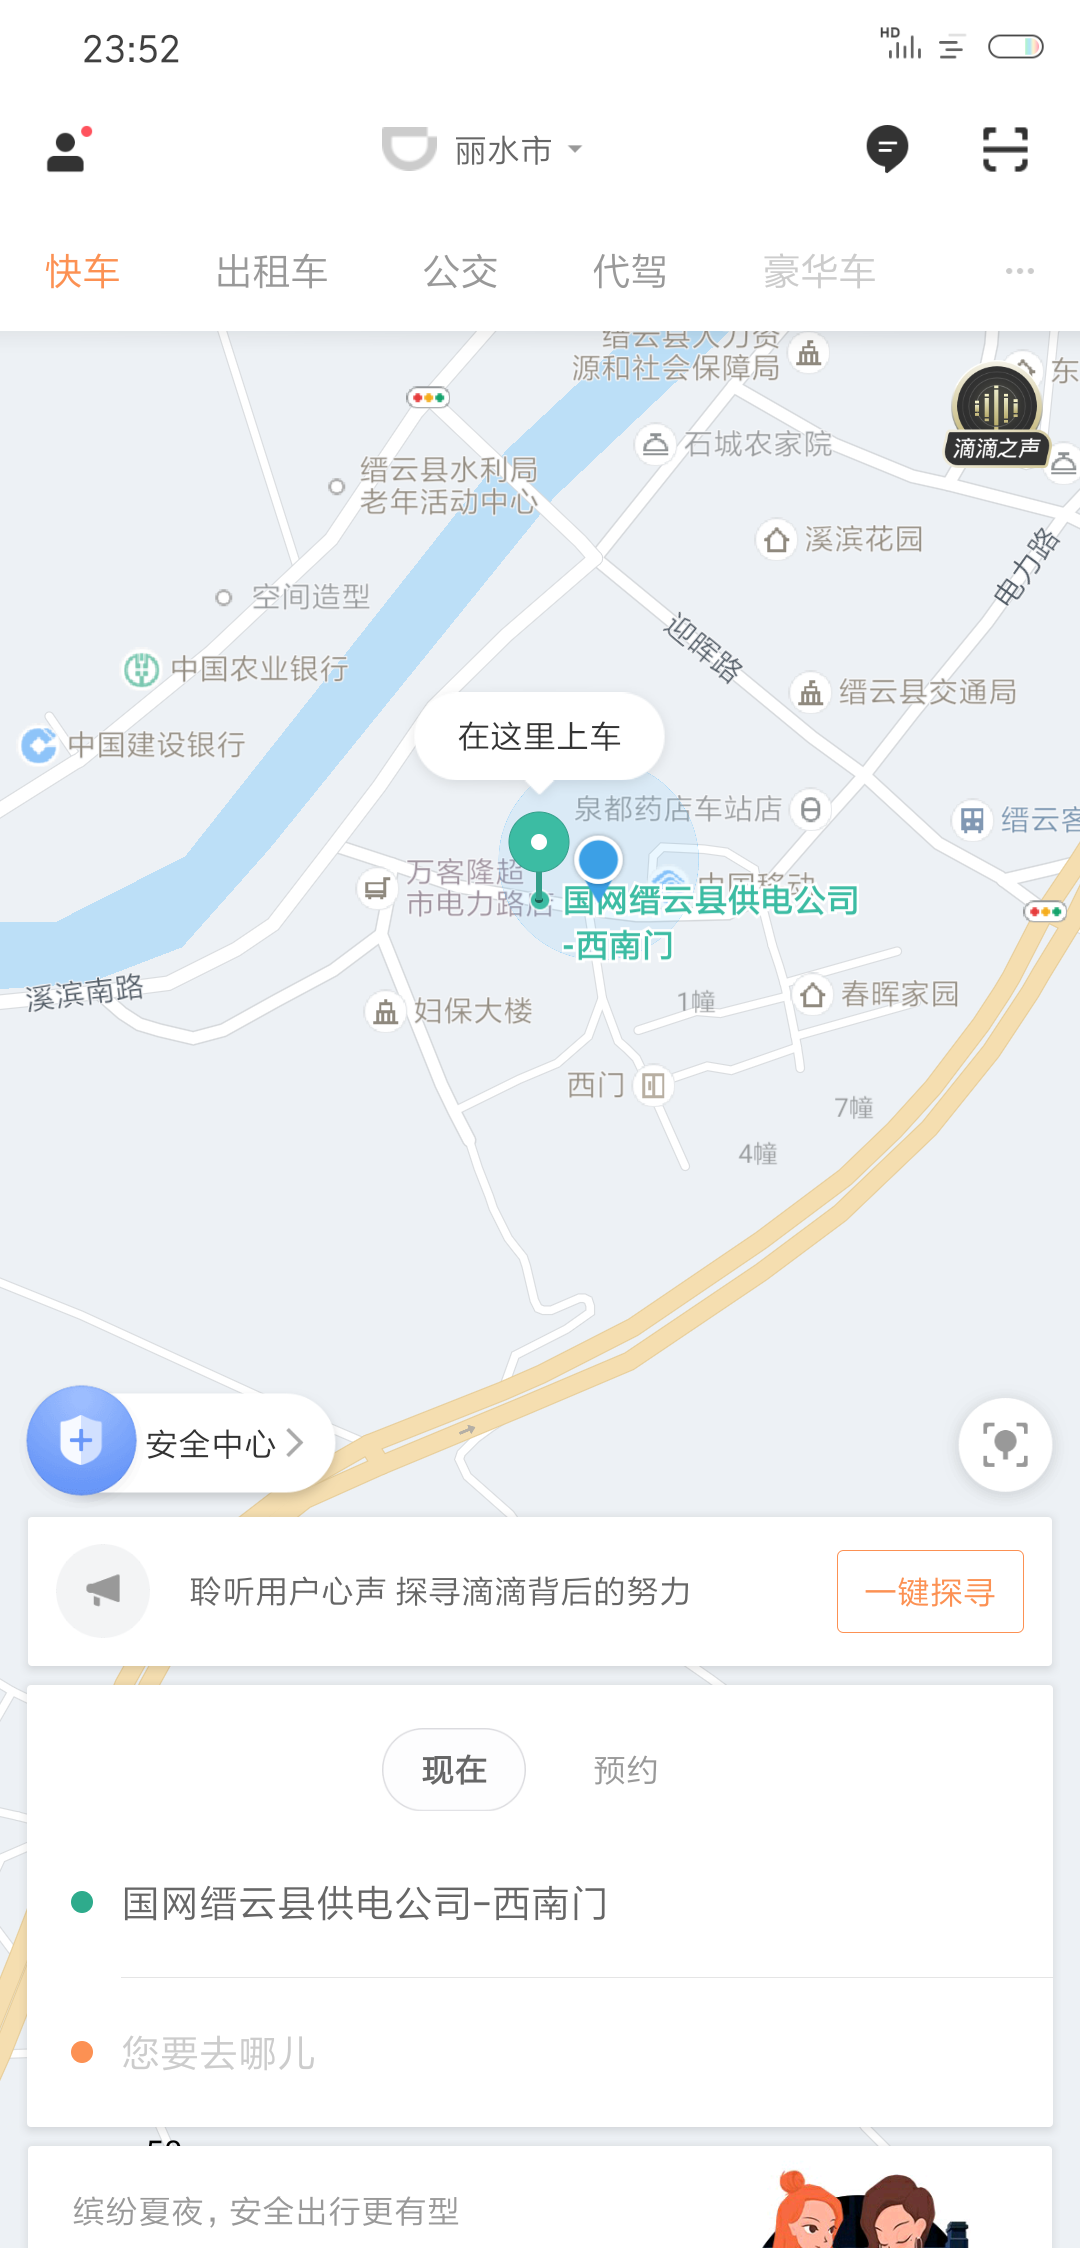 23:52
HD
丽水市
快车
出租车
公交
代驾
豪华车
缙云县人力资
源和社会保障局
东
滴滴之声
石城农家院
缙云县水利局
老年活动中心
溪滨花园
电力路
空间造型
迎晖路
中国农业银行
缙云县交通局
中国建设银行
在这里上车
泉都药店车站店
缙云客
万客隆超
市电力路店
中国移动
国网缙云县供电公司
-西南门
溪滨南路
妇保大楼
1幢
春晖家园
西门
7幢
4幢
安全中心
聆听用户心声 探寻滴滴背后的努力
一键探寻
现在
预约
国网缙云县供电公司-西南门
您要去哪儿
缤纷夏夜，安全出行更有型